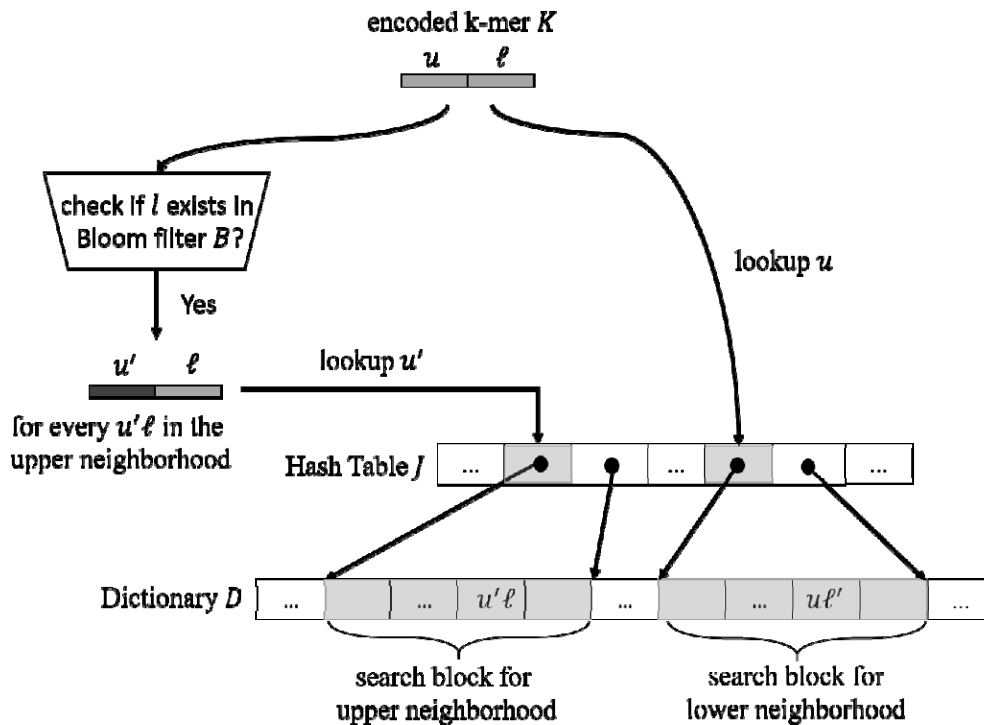 encoded k-mer K
u ℓ
check if l exists in
Bloom filter B?
Yes
lookup u
u' ℓ
lookup u'
for every u'ℓ in the
upper neighborhood
Hash Table J
... ... ...
Dictionary D
... ... u'ℓ ... ... uℓ' ...
search block for
upper neighborhood
search block for
lower neighborhood